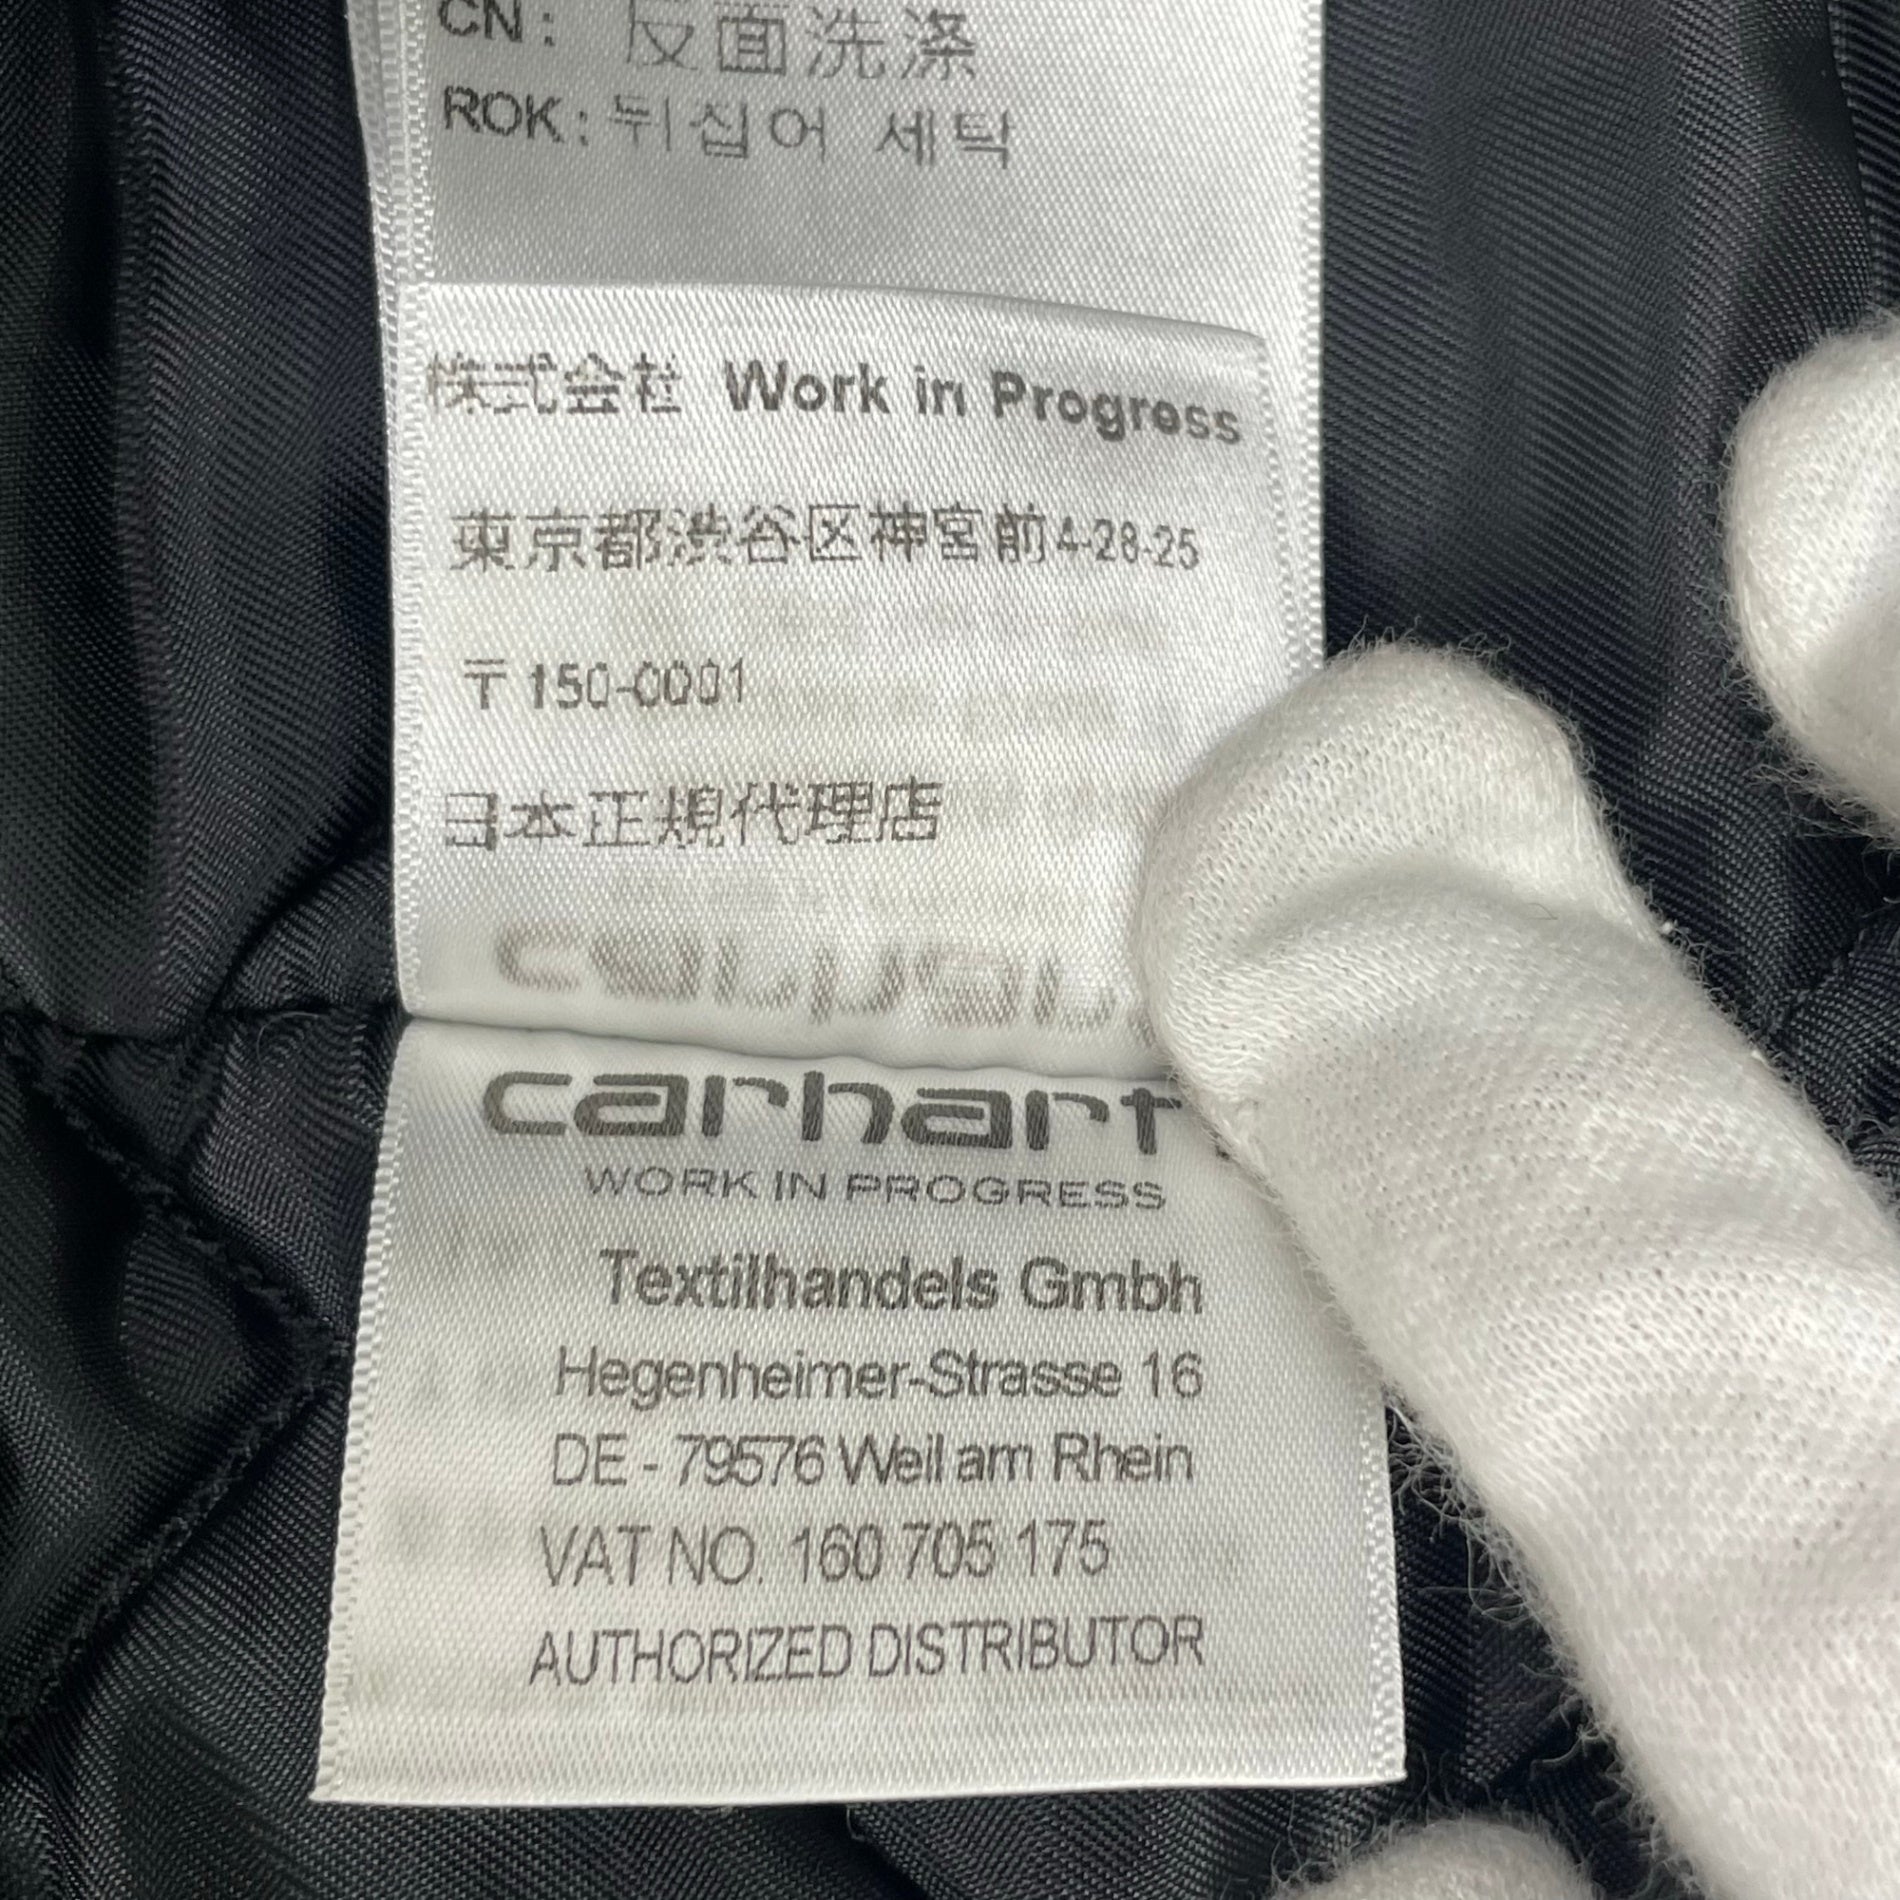 CN: 反面洗涤
ROK: 뒤집어 세탁
株式会社 Work in Progress
東京都渋谷区神宮前4-28-25
〒150-0001
日本正規代理店
carhartt
WORK IN PROGRESS
Textilhandels Gmbh
Hegenheimer-Strasse 16
DE - 79576 Weil am Rhein
VAT NO. 160 705 175
AUTHORIZED DISTRIBUTOR